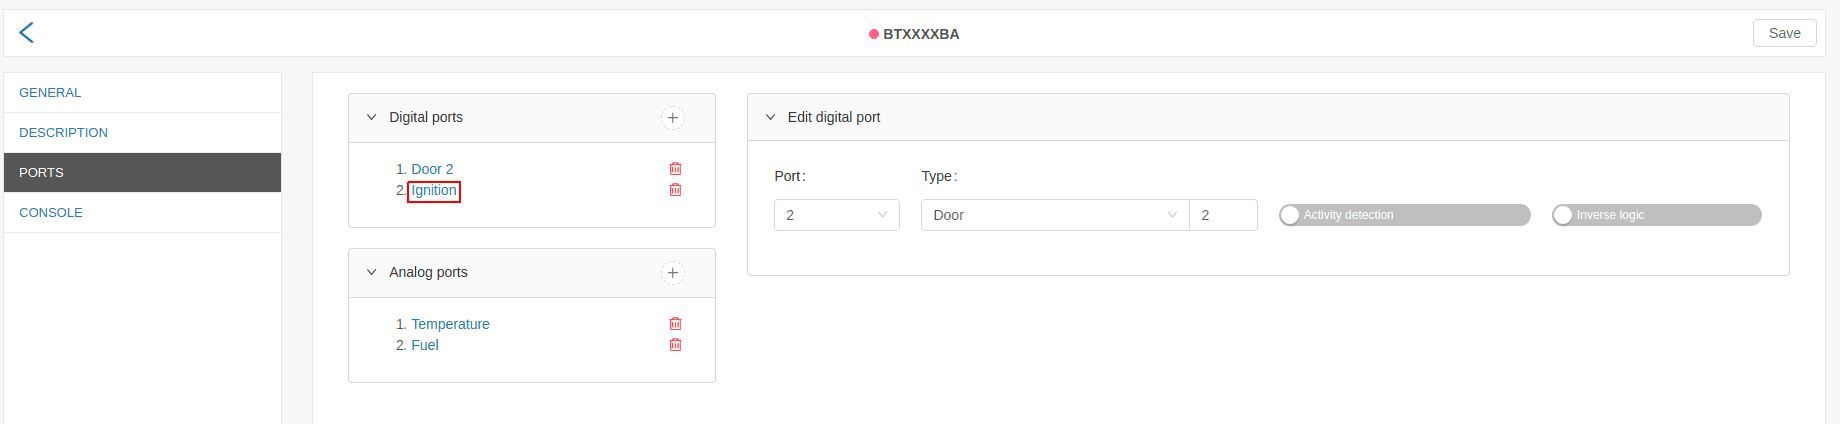 BTXXXXBA
Save
GENERAL
DESCRIPTION
PORTS
CONSOLE
Digital ports
1. Door 2
2. Ignition
Analog ports
1. Temperature
2. Fuel
Edit digital port
Port: Type:
2 Door 2 Activity detection Inverse logic